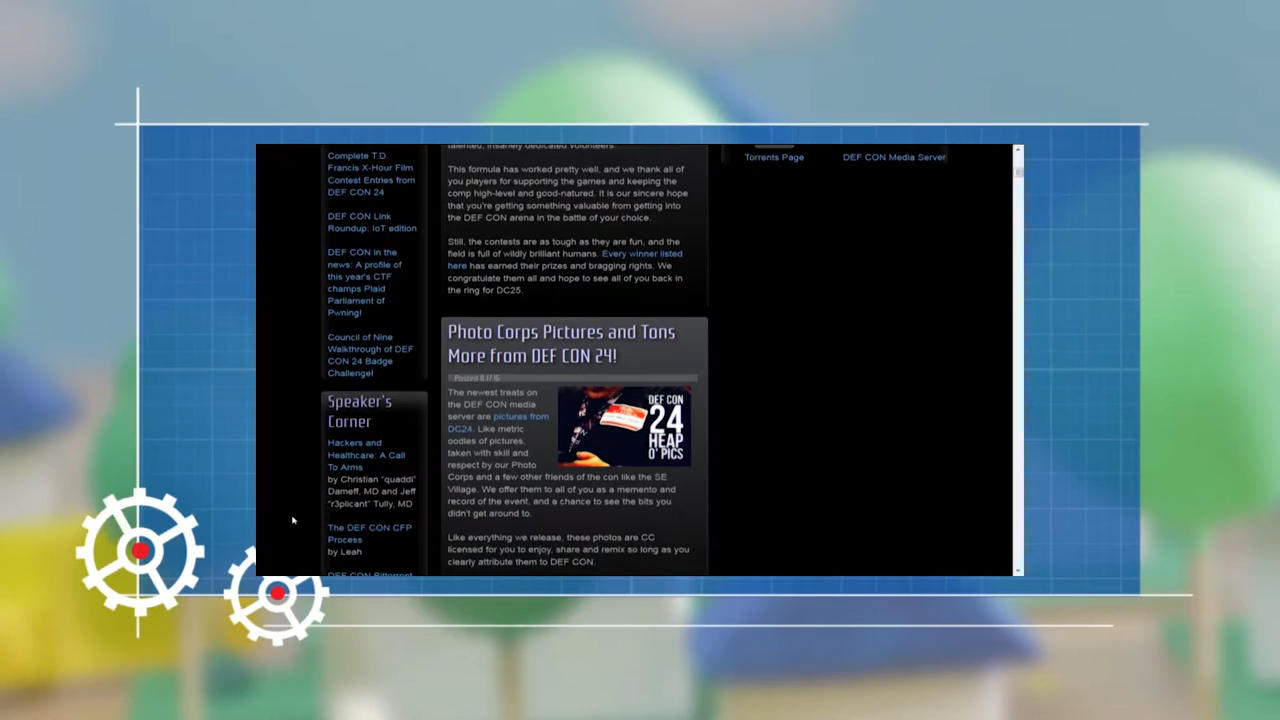 Complete T.D.
Francis X-Hour Film
Contest Entries from
DEF CON 24
DEF CON Link
Roundup: IoT edition
DEF CON in the
news: A profile of
this year's CTF
champs Plaid
Parliament of
Pwning!
Council of Nine
Walkthrough of DEF
CON 24 Badge
Challenge!
Speaker's
Corner
Hackers and
Healthcare: A Call
To Arms
by Christian "quaddi"
Dameff, MD and Jeff
"r3plicant" Tully, MD
The DEF CON CFP
Process
by Leah
DEF CON Bittorrent
talented, insanely dedicated volunteers.
This formula has worked pretty well, and we thank all of
you players for supporting the games and keeping the
comp high-level and good-natured. It is our sincere hope
that you're getting something valuable from getting into
the DEF CON arena in the battle of your choice.
Still, the contests are as tough as they are fun, and the
field is full of wildly brilliant humans. Every winner listed
here has earned their prizes and bragging rights. We
congratulate them all and hope to see all of you back in
the ring for DC25.
Photo Corps Pictures and Tons
More from DEF CON 24!
Posted
The newest treats on
the DEF CON media
server are pictures from
DC24. Like metric
oodles of pictures,
taken with skill and
respect by our Photo
Corps and a few other friends of the con like the SE
Village. We offer them to all of you as a memento and
record of the event, and a chance to see the bits you
didn't get around to.
Like everything we release, these photos are CC
licensed for you to enjoy, share and remix so long as you
clearly attribute them to DEF CON.
DEF CON
24
HEAP
O' PICS
Torrents Page
DEF CON Media Server